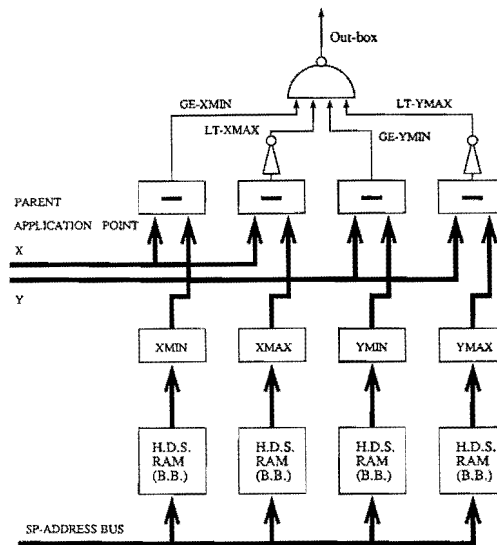 Out-box
GE-XMIN
LT-YMAX
LT-XMAX
GE-YMIN
PARENT
APPLICATION POINT
X
Y
XMIN
XMAX
YMIN
YMAX
H.D.S.
RAM
(B.B.)
H.D.S.
RAM
(B.B.)
H.D.S.
RAM
(B.B.)
H.D.S.
RAM
(B.B.)
SP-ADDRESS BUS